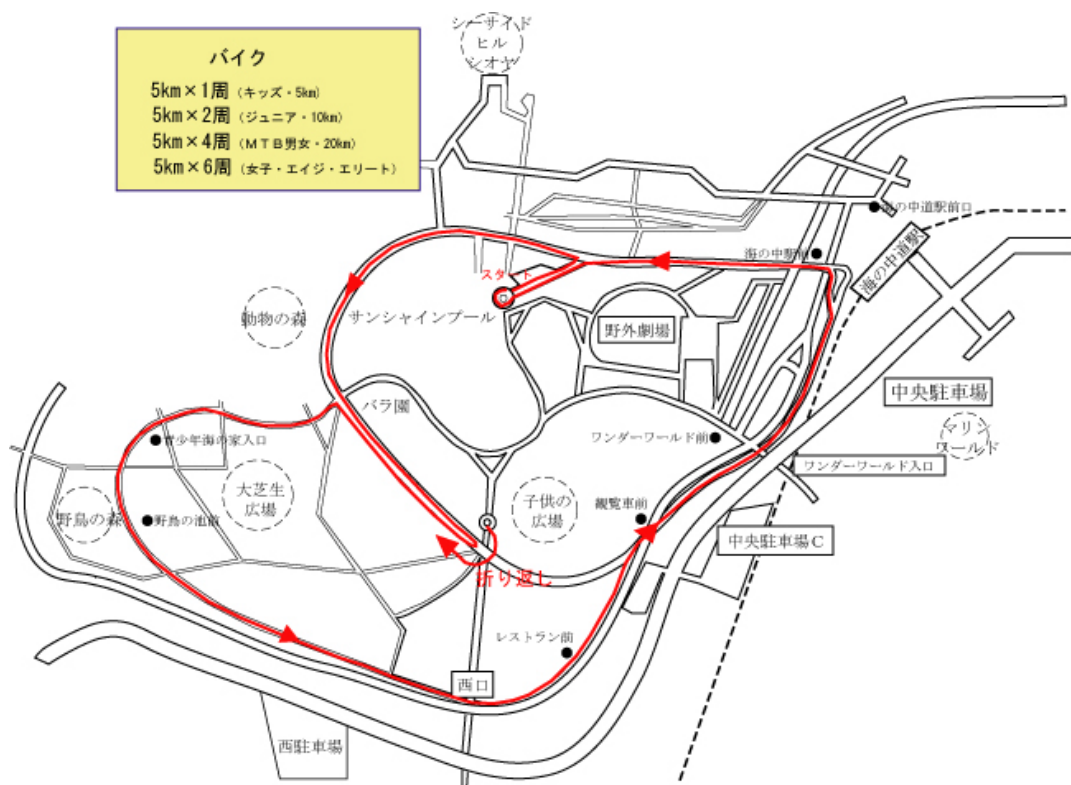 シーサイド
ヒル
シオヤ
バイク
5km×1周(キッズ・5km)
5km×2周(ジュニア・10km)
5km×4周(MTB男女・20km)
5km×6周(女子・エイジ・エリート)
海の中道駅前口
海の中駅前
海の中道駅
スタート
動物の森
サンシャインプール
野外劇場
中央駐車場
バラ園
マリン
ワールド
ワンダーワールド前
ワンダーワールド入口
青少年海の家入口
大芝生
広場
子供の
広場
観覧車前
野鳥の森
野鳥の池前
中央駐車場C
折り返し
レストラン前
西口
西駐車場